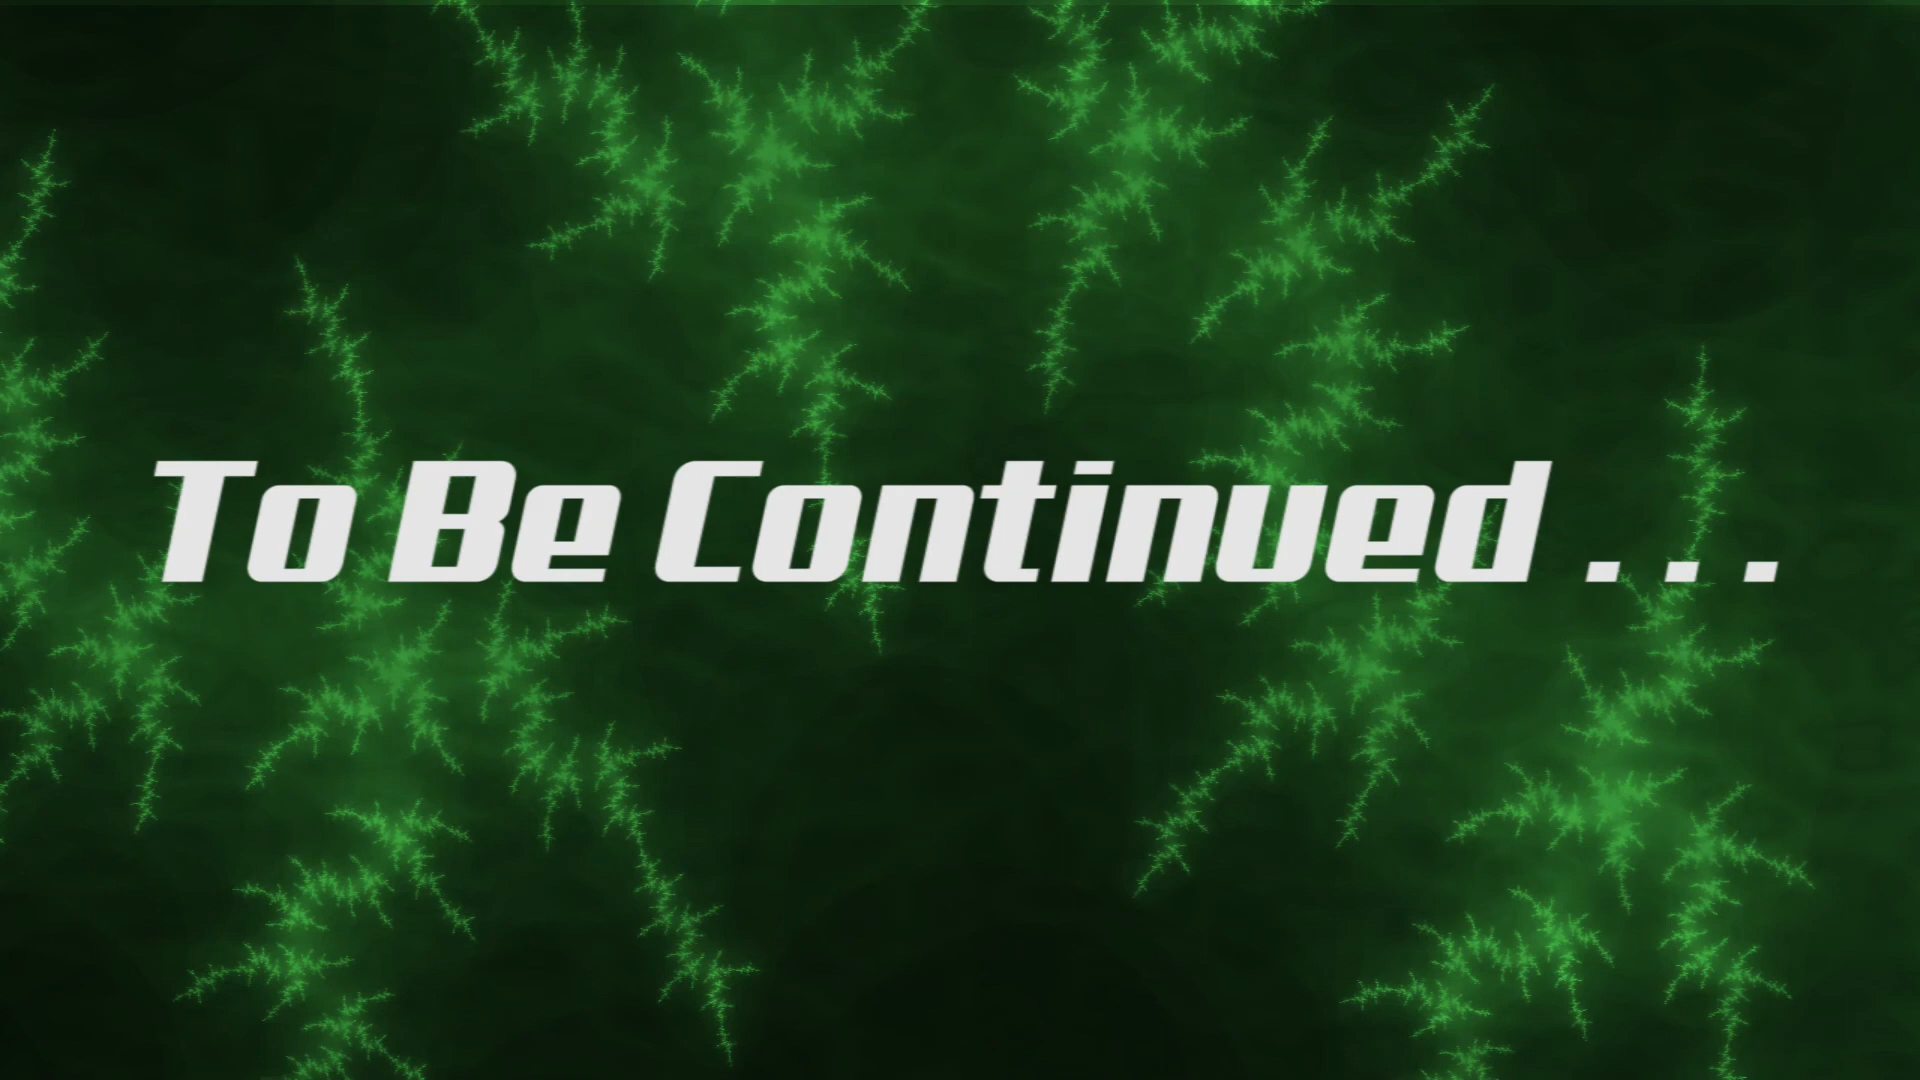 To Be Continued . . .